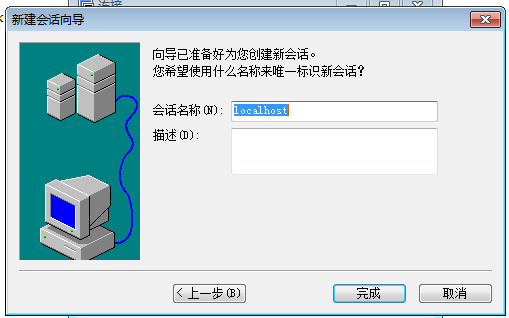 连接
新建会话向导
向导已准备好为您创建新会话。
您希望使用什么名称来唯一标识新会话？
会话名称(N):
localhost
描述(D):
< 上一步(B)
完成
取消